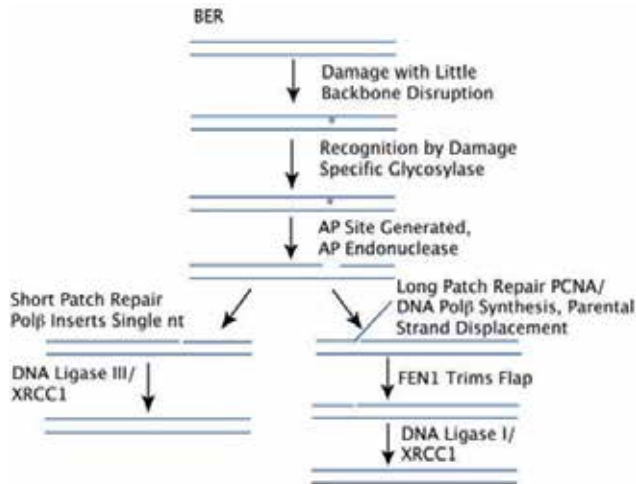 BER
Damage with Little
Backbone Disruption
Recognition by Damage
Specific Glycosylase
AP Site Generated,
AP Endonuclease
Short Patch Repair
Polβ Inserts Single nt
Long Patch Repair PCNA/
DNA Polβ Synthesis, Parental
Strand Displacement
DNA Ligase III/
XRCC1
FEN1 Trims Flap
DNA Ligase I/
XRCC1